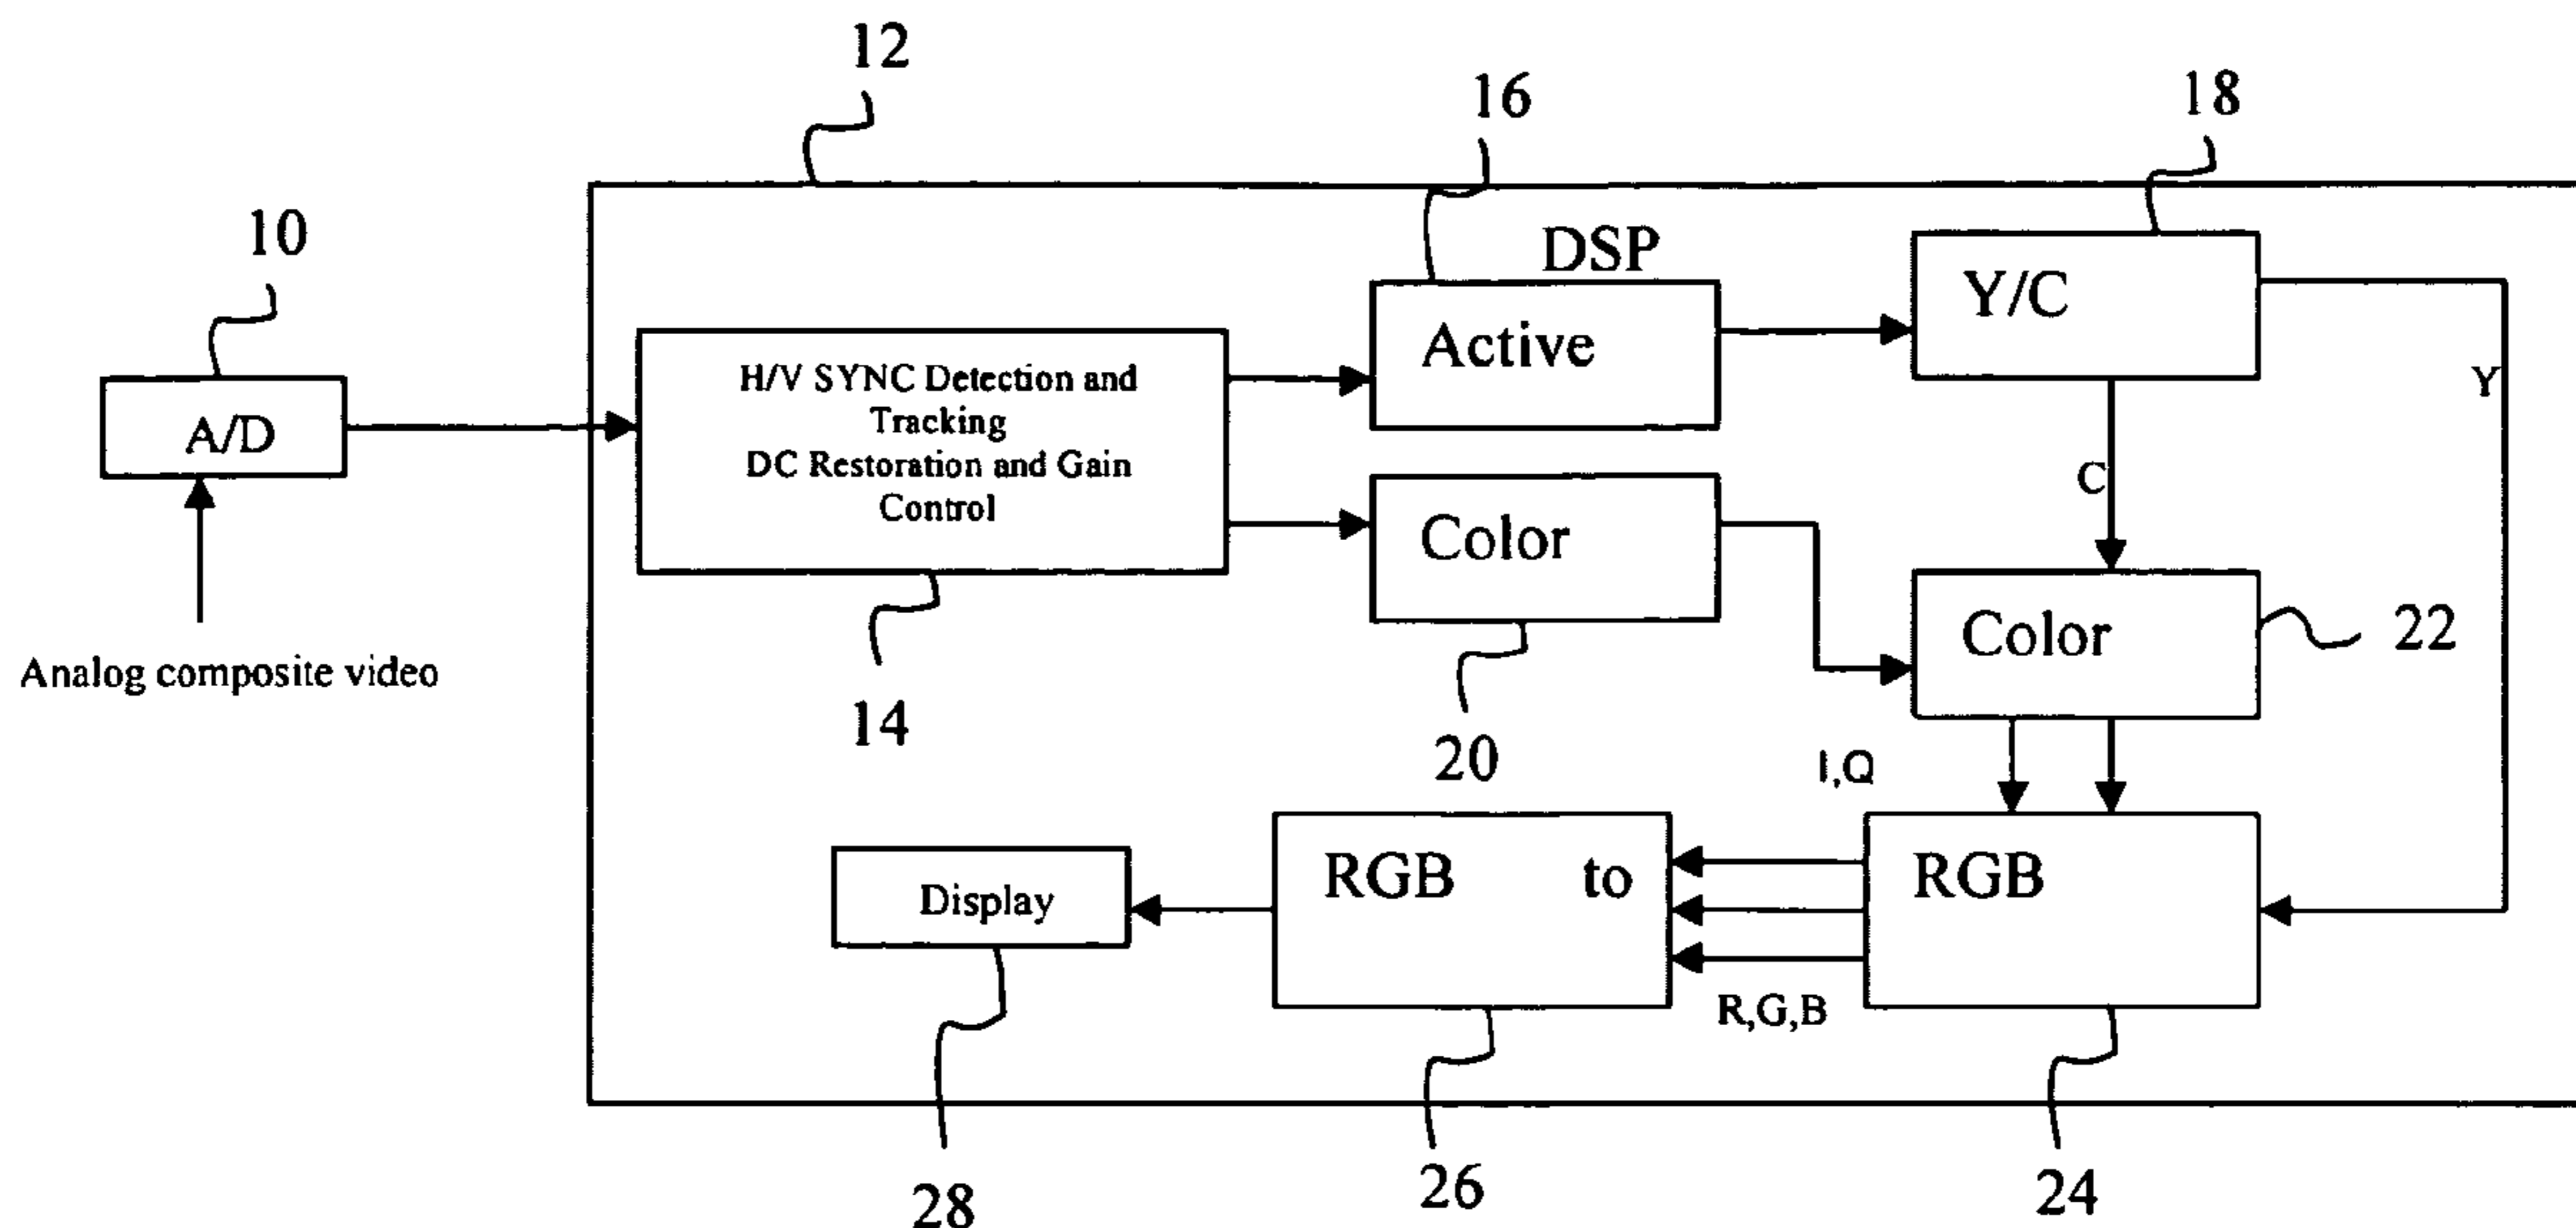 12
16
18
10
DSP
Y/C
Active
H/V SYNC Detection and
Tracking
DC Restoration and Gain
Control
A/D
Y
C
Color
Color
22
Analog composite video
14
20
I,Q
RGB to
RGB
Display
R,G,B
28
26
24